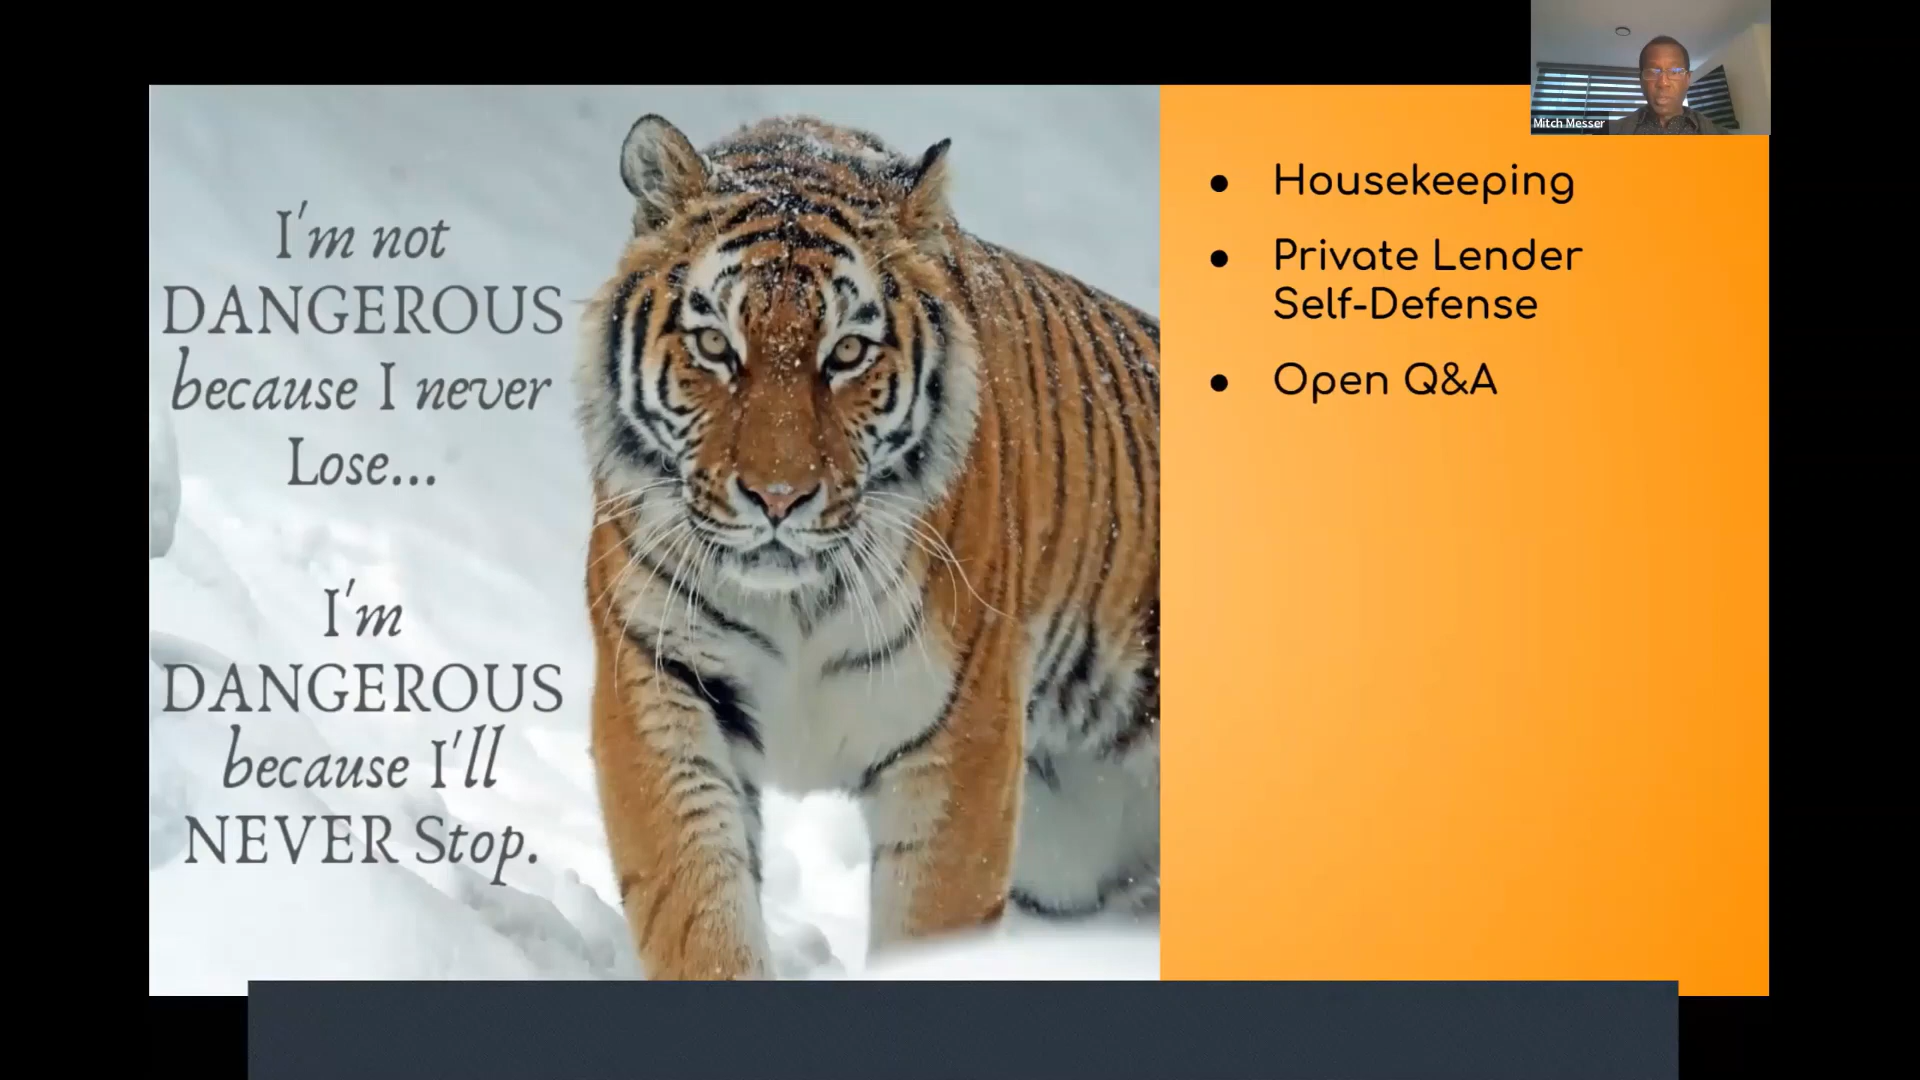 Mitch Messer
I'm not
DANGEROUS
because I never
Lose...
I'm
DANGEROUS
because I'll
NEVER Stop.
● Housekeeping
● Private Lender
Self-Defense
● Open Q&A